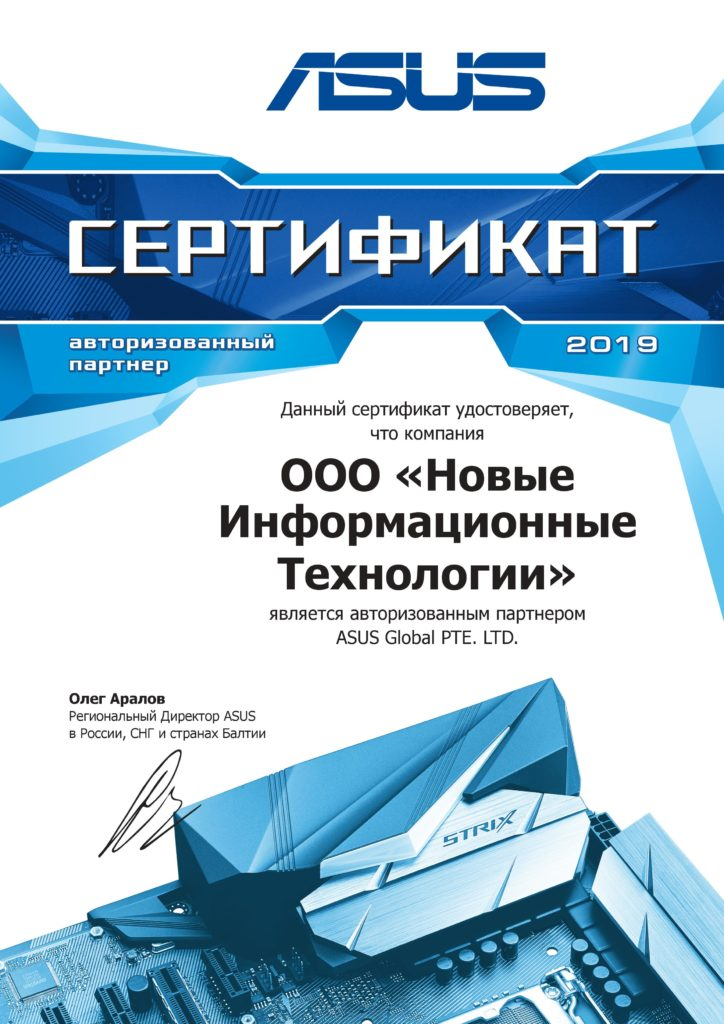 ASUS
СЕРТИФИКАТ
авторизованный
партнер
2019
Данный сертификат удостоверяет,
что компания
ООО «Новые
Информационные
Технологии»
является авторизованным партнером
ASUS Global PTE. LTD.
Олег Аралов
Региональный Директор ASUS
в России, СНГ и странах Балтии
STRIX